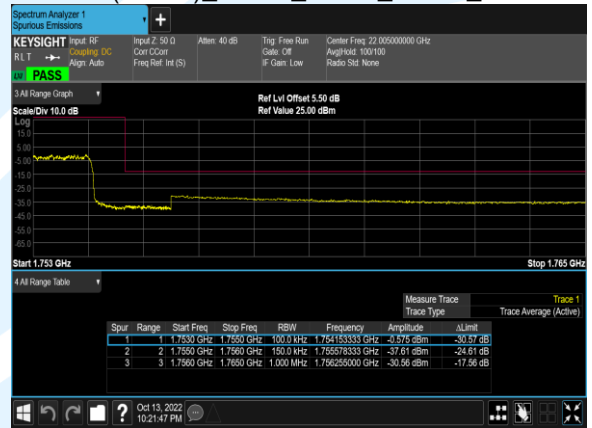 Spectrum Analyzer 1
Spurious Emissions
KEYSIGHT Input: RF Input Z: 50 Ω Atten: 40 dB Trig: Free Run Center Freq: 22.005000000 GHz
RLT Coupling: DC Corr CCorr Gate: Off Avg|Hold: 100/100
Align: Auto Freq Ref: Int (S) IF Gain: Low Radio Std: None
PASS
3 All Range Graph
Ref Lvl Offset 5.50 dB
Scale/Div 10.0 dB Ref Value 25.00 dBm
Log
15.0
5.00
-5.00
-15.0
-25.0
-35.0
-45.0
-55.0
-65.0
Start 1.753 GHz Stop 1.765 GHz
4 All Range Table
Measure Trace Trace 1
Trace Type Trace Average (Active)
Spur Range Start Freq Stop Freq RBW Frequency Amplitude ΔLimit
1 1 1.7530 GHz 1.7550 GHz 100.0 kHz 1.754153333 GHz -0.575 dBm -30.57 dB
2 2 1.7550 GHz 1.7560 GHz 150.0 kHz 1.755578333 GHz -37.61 dBm -24.61 dB
3 3 1.7560 GHz 1.7650 GHz 1.000 MHz 1.756255000 GHz -30.56 dBm -17.56 dB
Oct 13, 2022
10:21:47 PM